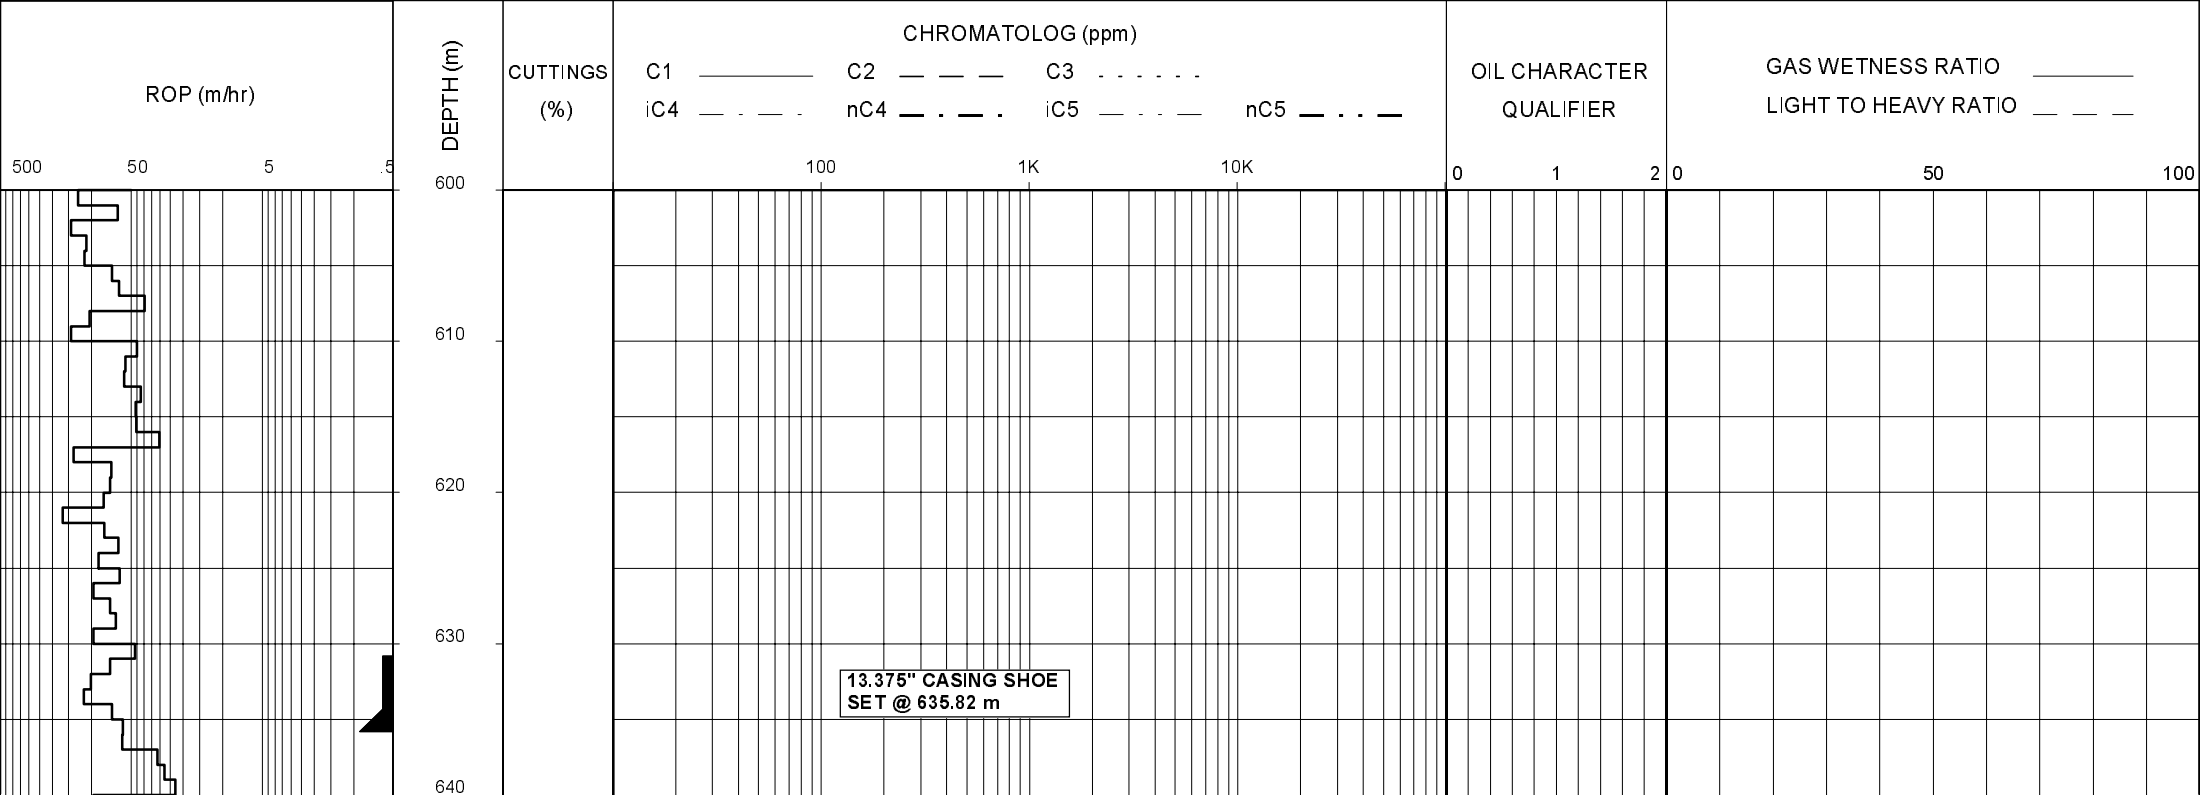 CHROMATOLOG (ppm)
ROP (m/hr)
DEPTH (m)
CUTTINGS
(%)
C1 C2 C3
iC4 nC4 iC5 nC5
OIL CHARACTER
QUALIFIER
GAS WETNESS RATIO
LIGHT TO HEAVY RATIO
500 50 5 .5
100 1K 10K
0 1 2
0 50 100
600
610
620
630
640
13.375" CASING SHOE
SET @ 635.82 m